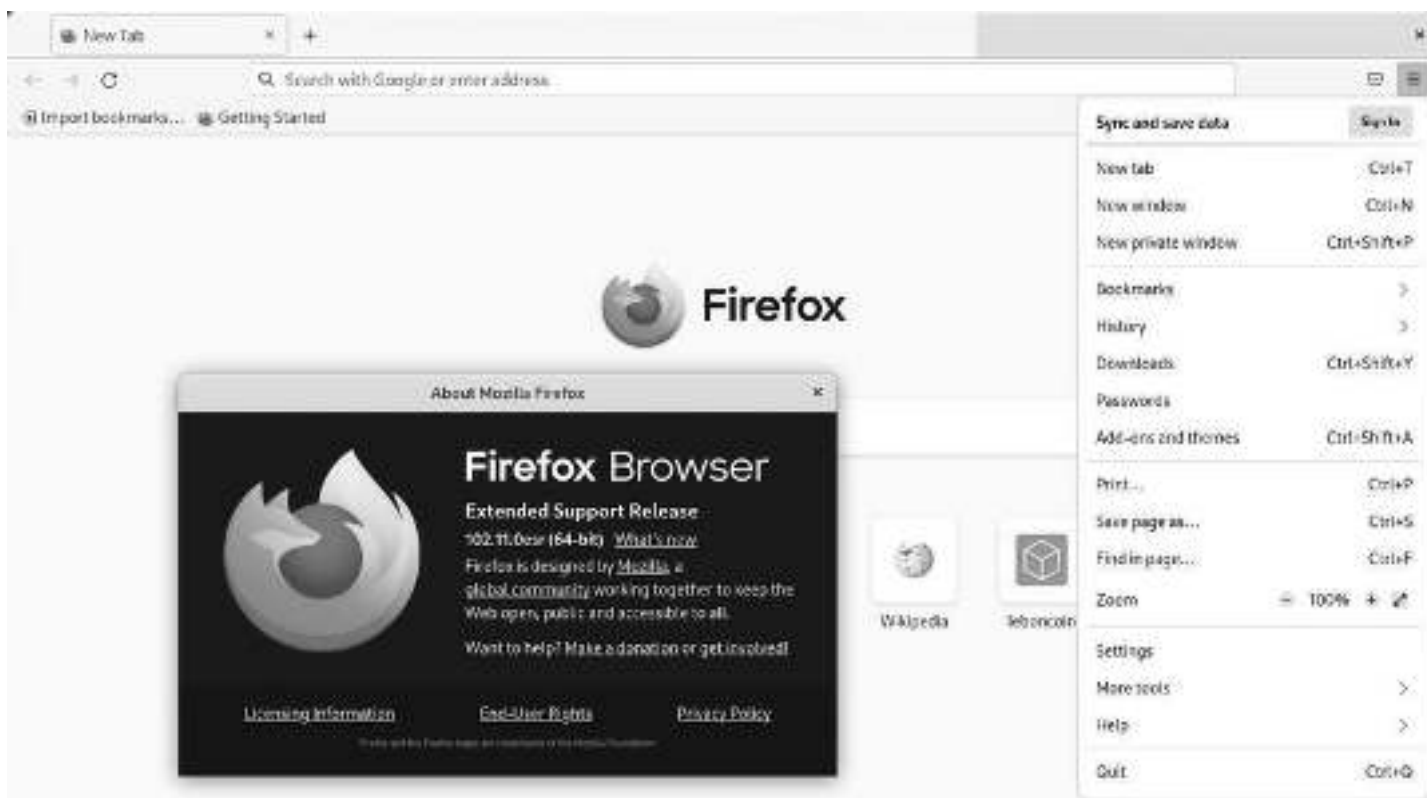 New Tab
Search with Google or enter address
Import bookmarks... Getting Started
Sync and save data Sign In
New tab Ctrl+T
New window Ctrl+N
New private window Ctrl+Shift+P
Bookmarks
History
Downloads Ctrl+Shift+Y
Passwords
Add-ons and themes Ctrl+Shift+A
Print... Ctrl+P
Save page as... Ctrl+S
Find in page... Ctrl+F
Zoom − 100% +
Settings
More tools
Help
Quit Ctrl+Q
Firefox
Wikipedia leboncoin
About Mozilla Firefox
Firefox Browser
Extended Support Release
102.11.0esr (64-bit) What's new
Firefox is designed by Mozilla, a
global community working together to keep the
Web open, public and accessible to all.
Want to help? Make a donation or get involved!
Licensing Information End-User Rights Privacy Policy